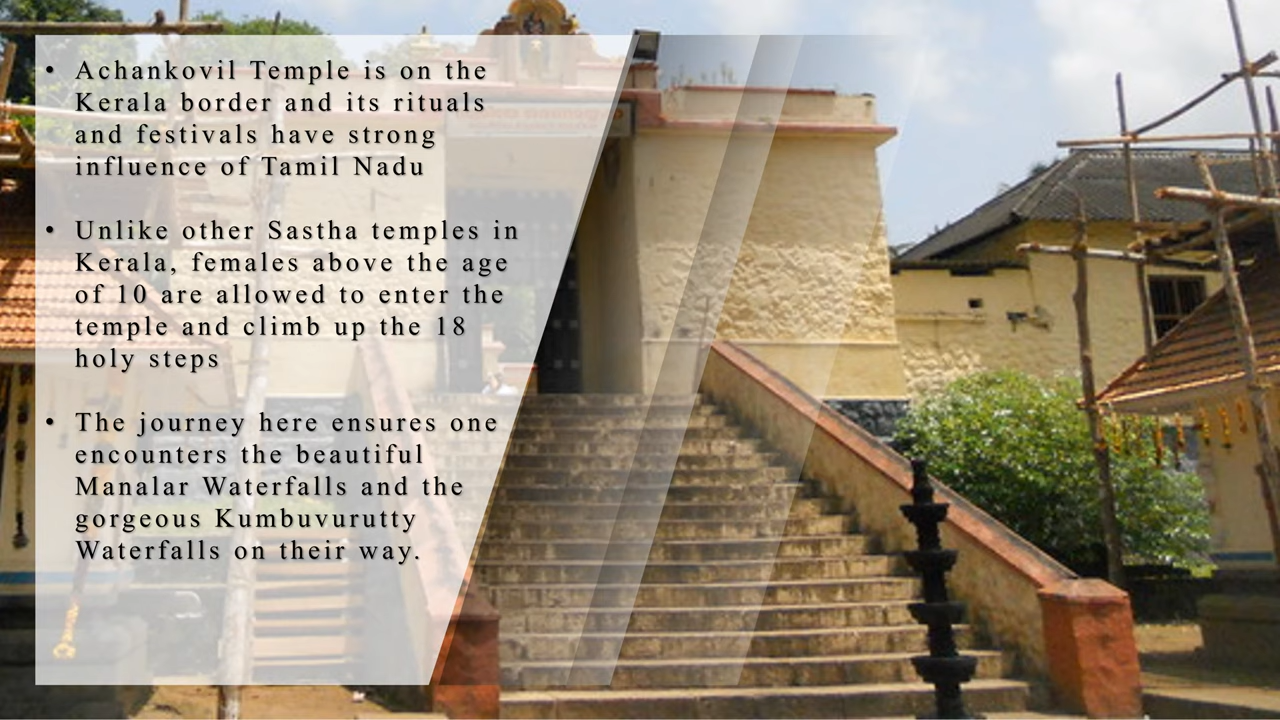 • Achankovil Temple is on the
Kerala border and its rituals
and festivals have strong
influence of Tamil Nadu
• Unlike other Sastha temples in
Kerala, females above the age
of 10 are allowed to enter the
temple and climb up the 18
holy steps
• The journey here ensures one
encounters the beautiful
Manalar Waterfalls and the
gorgeous Kumbuvurutty
Waterfalls on their way.